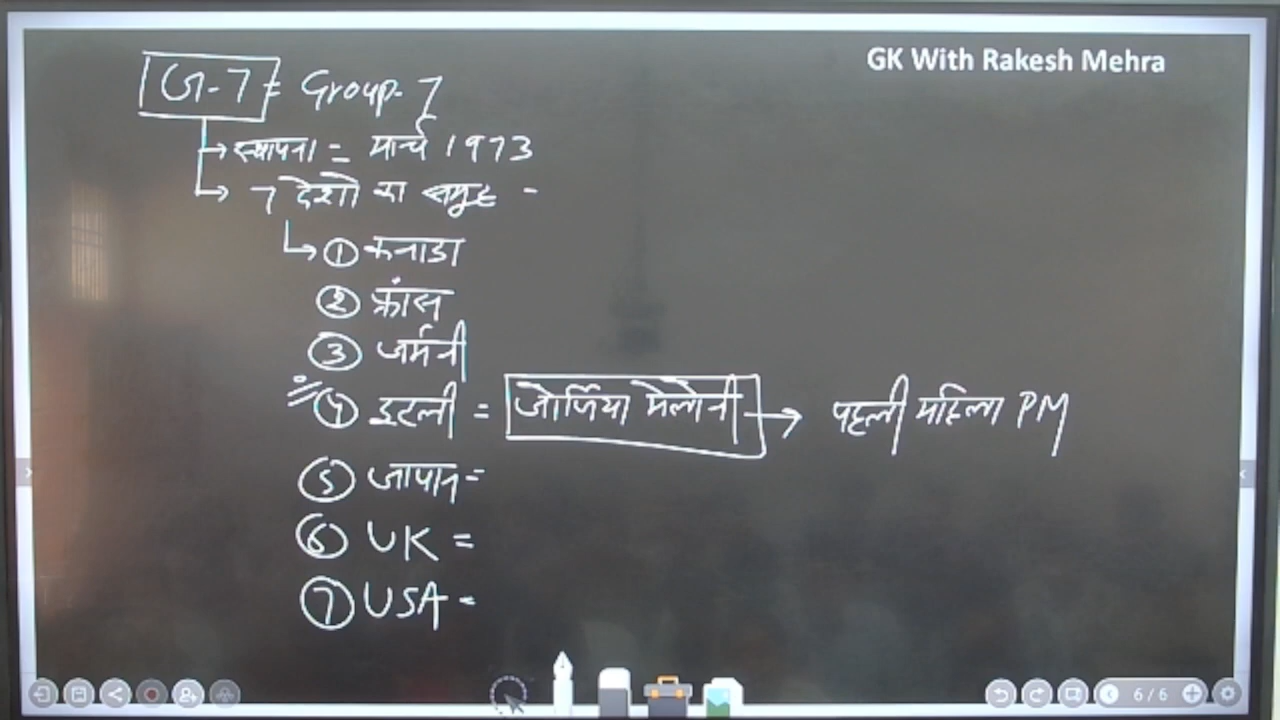 GK With Rakesh Mehra
G-7 = Group-7
→ स्थापना = मार्च 1973
→ 7 देशो का समूह -
→ ① कनाडा
② फ्रांस
③ जर्मनी
④ इटली = जोर्जिया मेलोनी → पहली महिला PM
⑤ जापान =
⑥ UK =
⑦ USA -
6/6